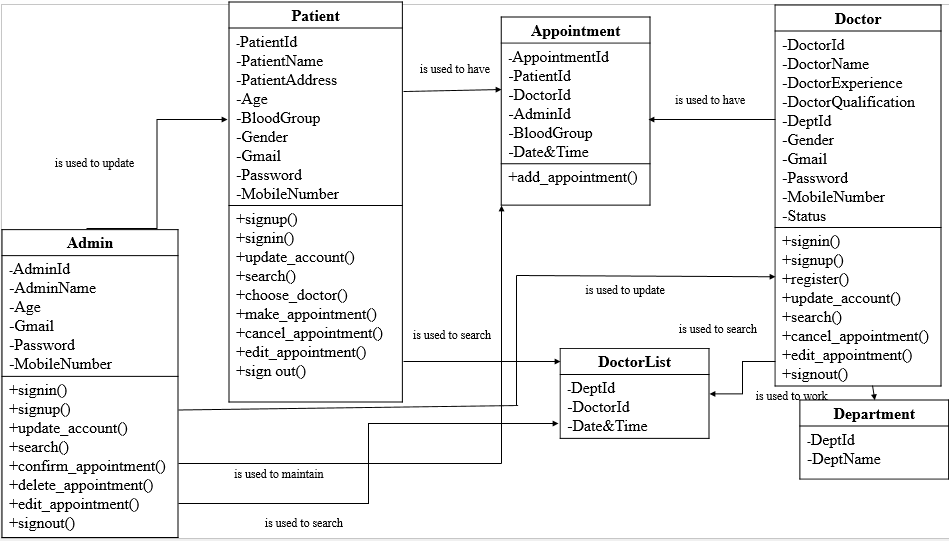 Patient
-PatientId
-PatientName
-PatientAddress
-Age
-BloodGroup
-Gender
-Gmail
-Password
-MobileNumber
+signup()
+signin()
+update_account()
+search()
+choose_doctor()
+make_appointment()
+cancel_appointment()
+edit_appointment()
+sign out()
is used to have
Appointment
-AppointmentId
-PatientId
-DoctorId
-AdminId
-BloodGroup
-Date&Time
+add_appointment()
is used to have
Doctor
-DoctorId
-DoctorName
-DoctorExperience
-DoctorQualification
-DeptId
-Gender
-Gmail
-Password
-MobileNumber
-Status
+signin()
+signup()
+register()
+update_account()
+search()
+cancel_appointment()
+edit_appointment()
+signout()
is used to update
Admin
-AdminId
-AdminName
-Age
-Gmail
-Password
-MobileNumber
+signin()
+signup()
+update_account()
+search()
+confirm_appointment()
+delete_appointment()
+edit_appointment()
+signout()
is used to update
is used to search
is used to search
DoctorList
-DeptId
-DoctorId
-Date&Time
is used to work
Department
-DeptId
-DeptName
is used to maintain
is used to search